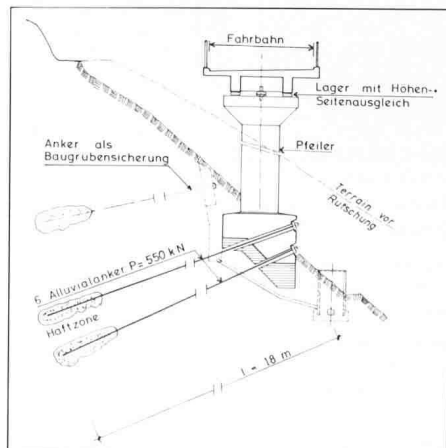 Fahrbahn
Lager mit Höhen-
Seitenausgleich
Pfeiler
Anker als
Baugrubensicherung
Terrain vor
Rutschung
6 Alluvialanker P=550 kN
Haftzone
l = 18 m